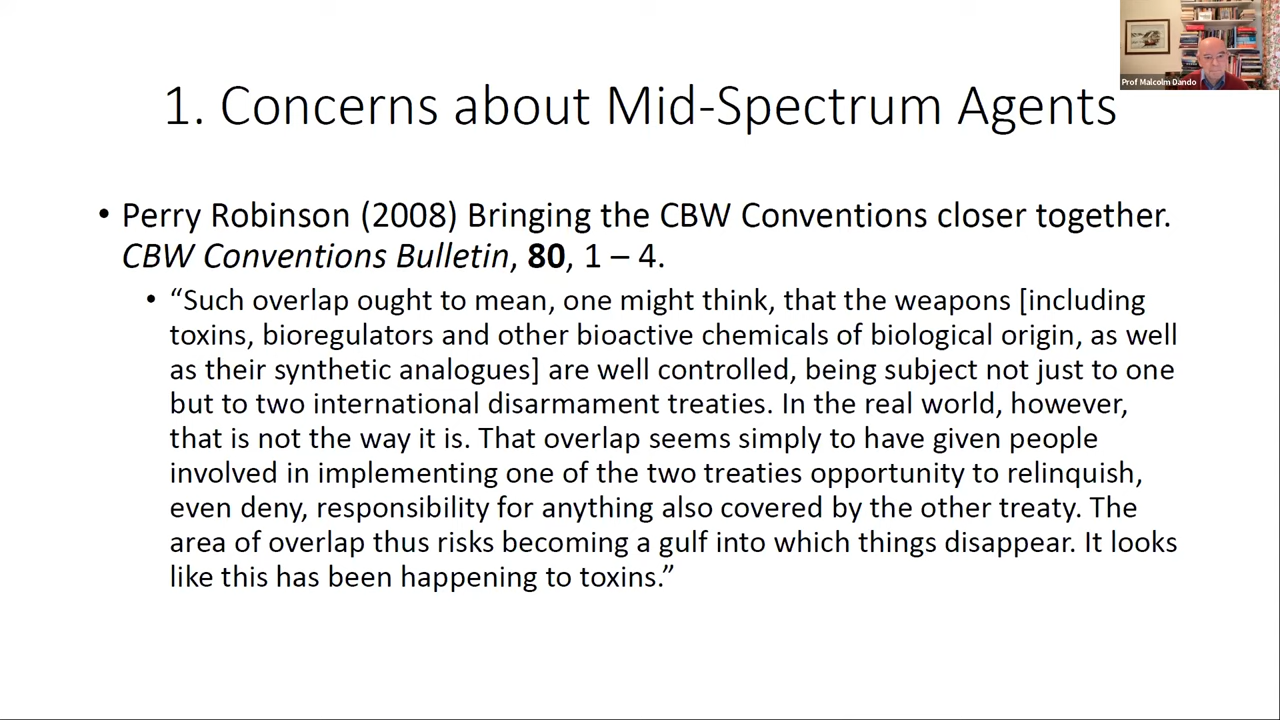 Prof Malcolm Dando
1. Concerns about Mid-Spectrum Agents
• Perry Robinson (2008) Bringing the CBW Conventions closer together.
CBW Conventions Bulletin, 80, 1 – 4.
• “Such overlap ought to mean, one might think, that the weapons [including
toxins, bioregulators and other bioactive chemicals of biological origin, as well
as their synthetic analogues] are well controlled, being subject not just to one
but to two international disarmament treaties. In the real world, however,
that is not the way it is. That overlap seems simply to have given people
involved in implementing one of the two treaties opportunity to relinquish,
even deny, responsibility for anything also covered by the other treaty. The
area of overlap thus risks becoming a gulf into which things disappear. It looks
like this has been happening to toxins.”